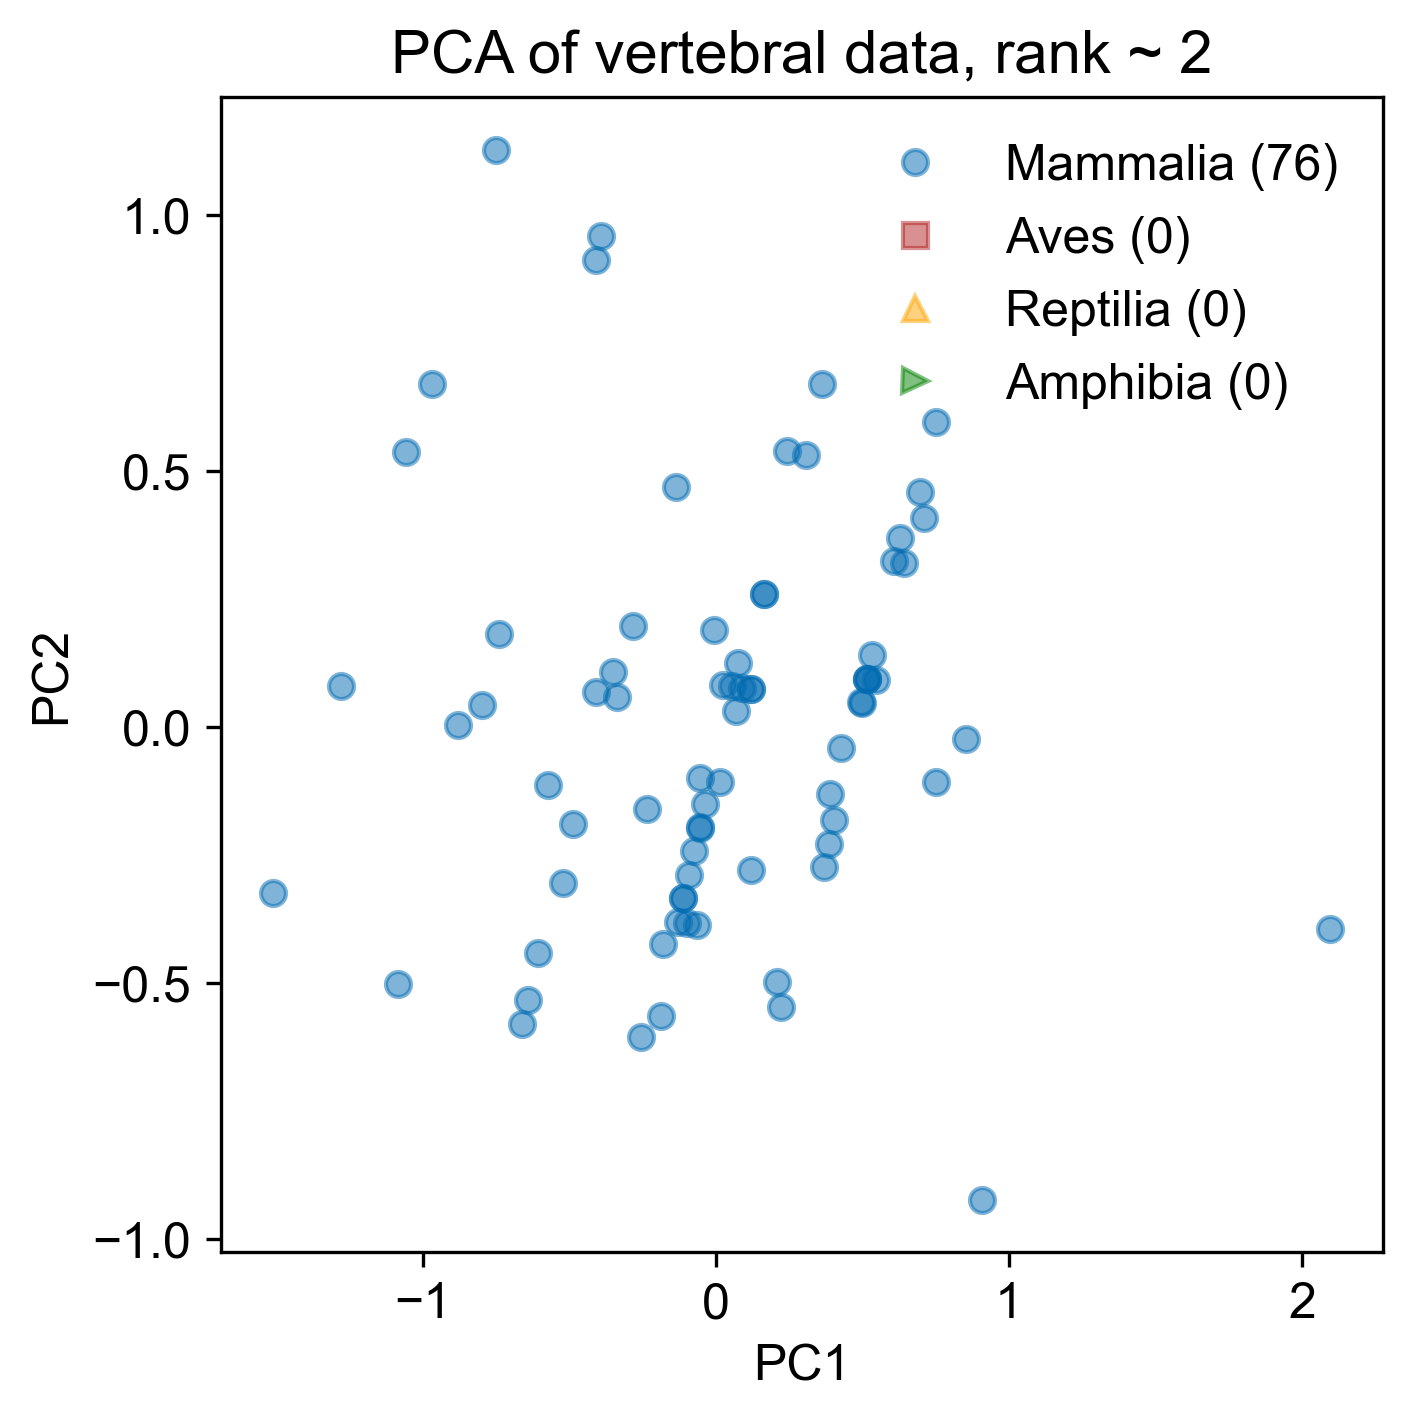 PCA of vertebral data, rank ~ 2
Mammalia (76)
Aves (0)
Reptilia (0)
Amphibia (0)
1.0
0.5
0.0
−0.5
−1.0
PC2
−1
0
1
2
PC1